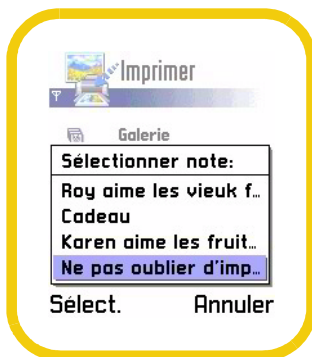 Imprimer
Galerie
Sélectionner note:
Roy aime les vieuk f…
Cadeau
Karen aime les fruit…
Ne pas oublier d'imp…
Sélect. Annuler